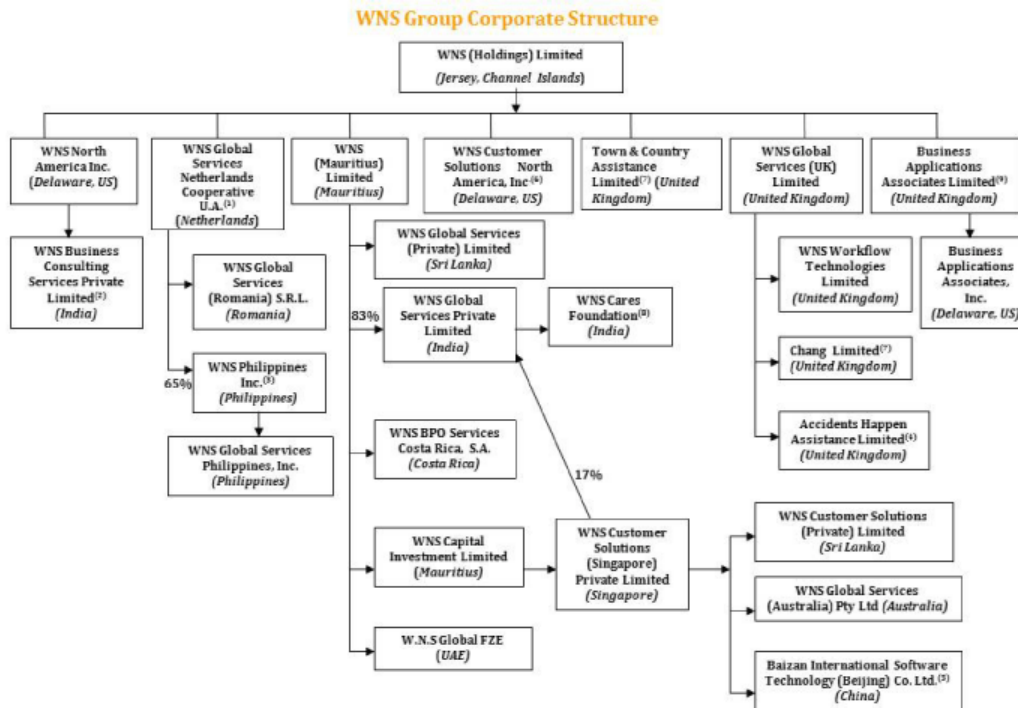 WNS Group Corporate Structure
WNS (Holdings) Limited
(Jersey, Channel Islands)
WNS North
America Inc.
(Delaware, US)
WNS Global
Services
Netherlands
Cooperative
U.A.(1)
(Netherlands)
WNS
(Mauritius)
Limited
(Mauritius)
WNS Customer
Solutions North
America, Inc (6)
(Delaware, US)
Town & Country
Assistance
Limited(7) (United
Kingdom)
WNS Global
Services (UK)
Limited
(United Kingdom)
Business
Applications
Associates Limited(9)
(United Kingdom)
WNS Business
Consulting
Services Private
Limited(2)
(India)
WNS Global
Services
(Romania) S.R.L.
(Romania)
WNS Global Services
(Private) Limited
(Sri Lanka)
WNS Workflow
Technologies
Limited
(United Kingdom)
Business
Applications
Associates,
Inc.
(Delaware, US)
83%
WNS Global
Services Private
Limited
(India)
WNS Cares
Foundation(8)
(India)
65%
WNS Philippines
Inc.(3)
(Philippines)
Chang Limited(7)
(United Kingdom)
WNS Global Services
Philippines, Inc.
(Philippines)
WNS BPO Services
Costa Rica, S.A.
(Costa Rica)
Accidents Happen
Assistance Limited(4)
(United Kingdom)
17%
WNS Capital
Investment Limited
(Mauritius)
WNS Customer
Solutions
(Singapore)
Private Limited
(Singapore)
WNS Customer Solutions
(Private) Limited
(Sri Lanka)
WNS Global Services
(Australia) Pty Ltd (Australia)
W.N.S Global FZE
(UAE)
Baizan International Software
Technology (Beijing) Co. Ltd.(5)
(China)